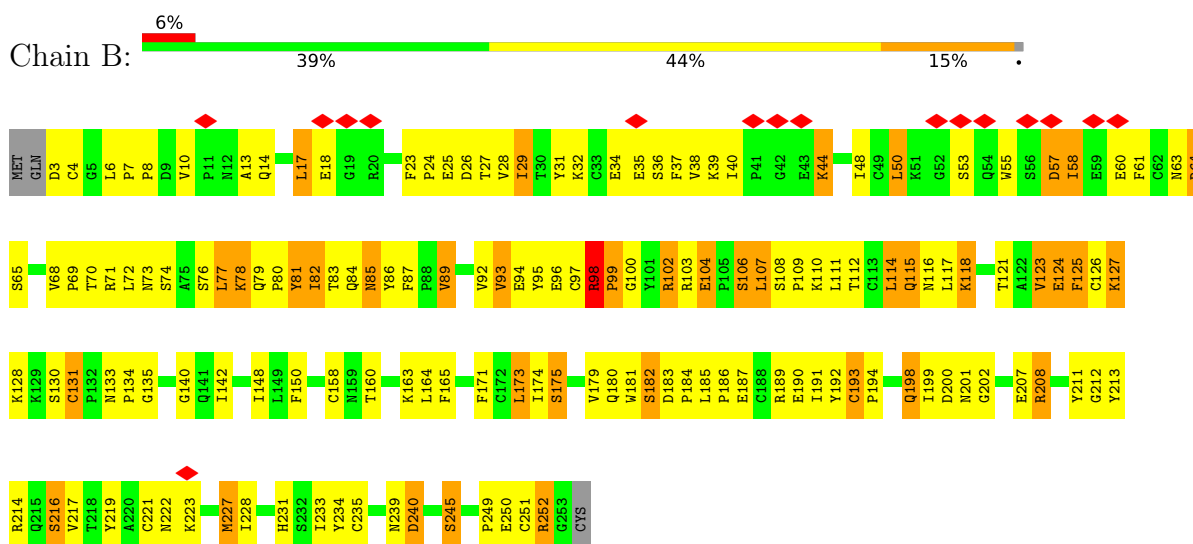 6%
Chain B:
39% 44% 15% •
MET GLN D3 C4 G5 L6 P7 P8 D9 V10 P11 N12 A13 Q14 L17 E18 G19 R20 F23 P24 E25 D26 T27 V28 I29 T30 Y31 K32 C33 E34 E35 S36 F37 V38 K39 I40 P41 G42 E43 K44 I48 C49 L50 K51 G52 S53 Q54 W55 S56 D57 I58 E59 E60 F61 C62 N63
S65 V68 P69 T70 R71 L72 N73 S74 A75 S76 L77 K78 Q79 P80 Y81 I82 T83 Q84 N85 Y86 F87 P88 V89 V92 V93 E94 Y95 E96 C97 R98 P99 G100 Y101 R102 R103 E104 P105 S106 L107 S108 P109 K110 L111 T112 C113 L114 Q115 N116 L117 K118 T121 A122 V123 E124 F125 C126 K127
K128 K129 S130 C131 P132 N133 P134 G135 G140 Q141 I142 I148 L149 F150 C158 N159 T160 K163 L164 F165 F171 C172 L173 I174 S175 V179 Q180 W181 S182 D183 P184 L185 P186 E187 C188 R189 E190 I191 Y192 C193 P194 Q198 I199 D200 N201 G202 E207 R208 Y211 G212 Y213
R214 Q215 S216 V217 T218 Y219 A220 C221 N222 K223 M227 I228 H231 S232 I233 Y234 C235 N239 D240 S245 P249 E250 C251 R252 G253 CYS